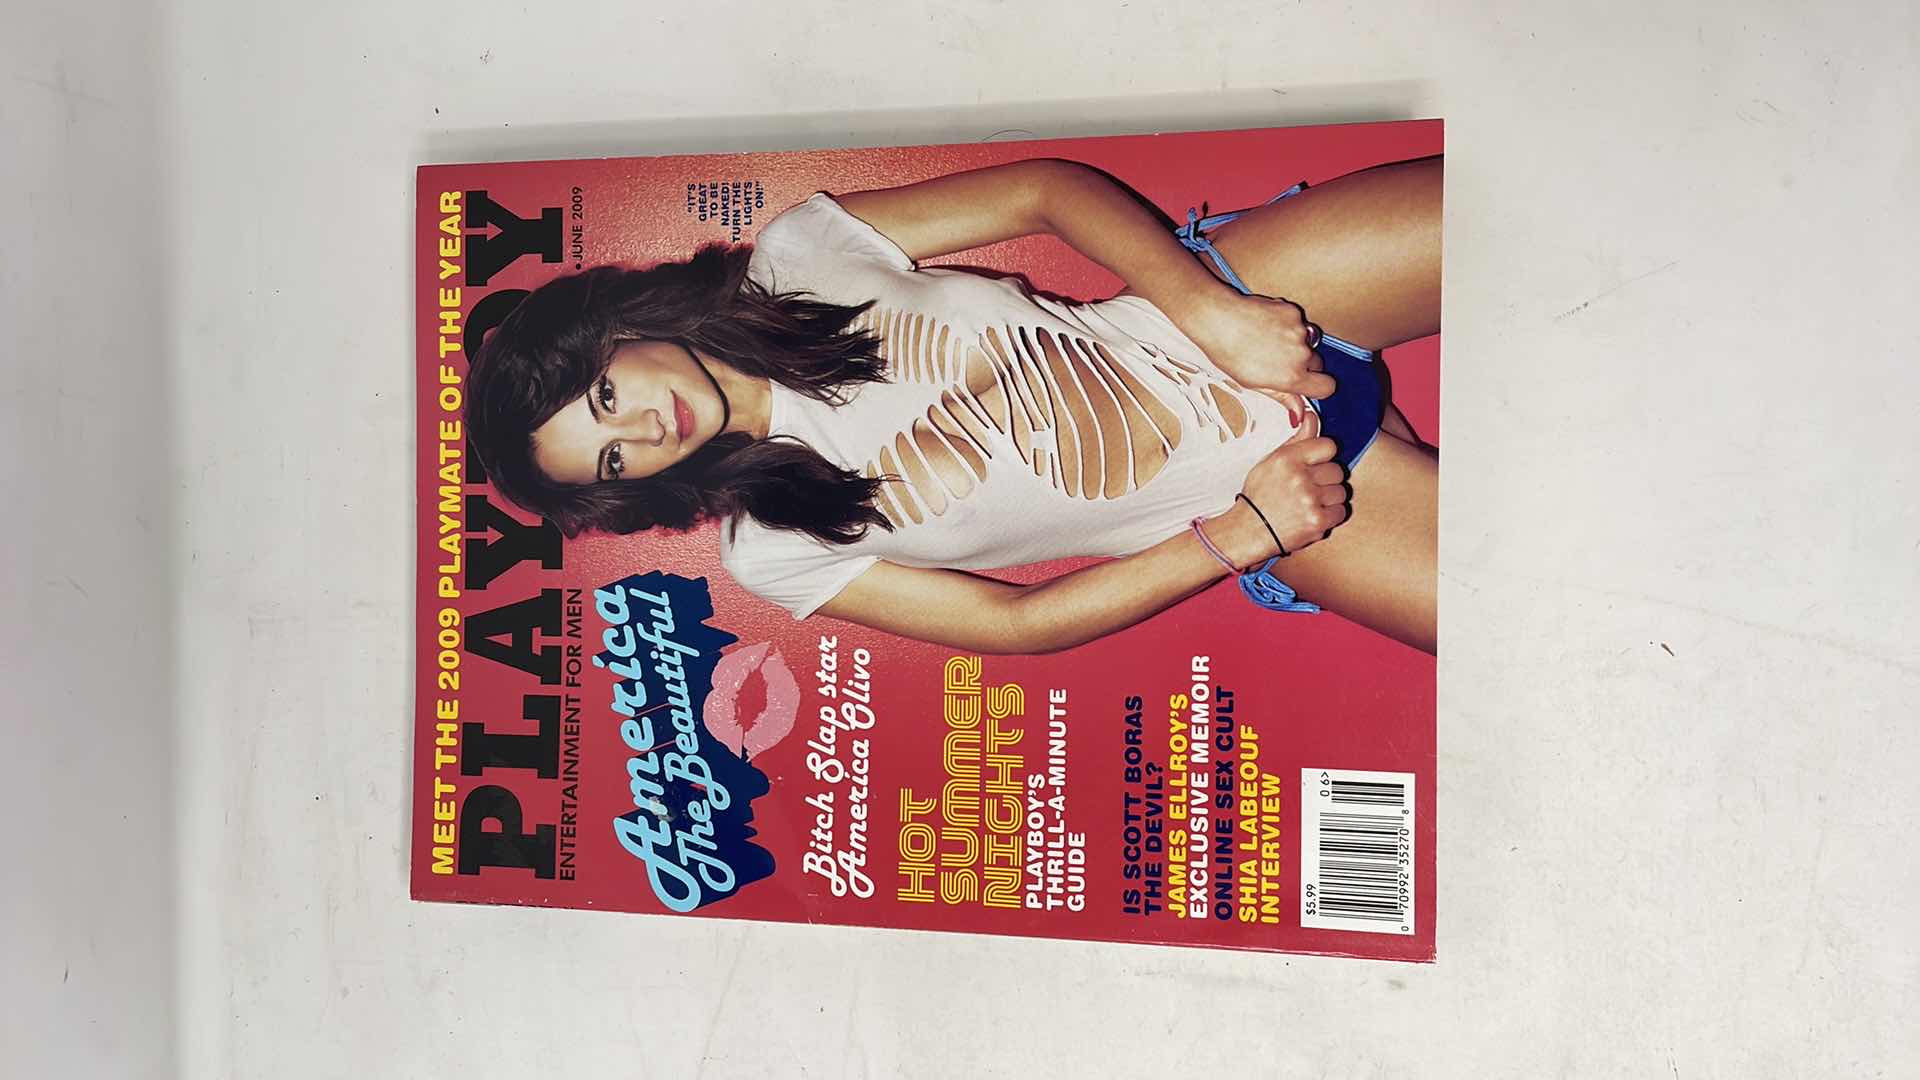 MEET THE 2009 PLAYMATE OF THE YEAR
PLAYBOY
ENTERTAINMENT FOR MEN
• JUNE 2009
"IT'S
GREAT
TO BE
NAKED!
TURN THE
LIGHTS
ON!"
America
The Beautiful
Bitch Slap star
America Olivo
HOT
SUMMER
NIGHTS
PLAYBOY'S
THRILL-A-MINUTE
GUIDE
IS SCOTT BORAS
THE DEVIL?
JAMES ELLROY'S
EXCLUSIVE MEMOIR
ONLINE SEX CULT
SHIA LABEOUF
INTERVIEW
$5.99
06>
0 70992 35270 8